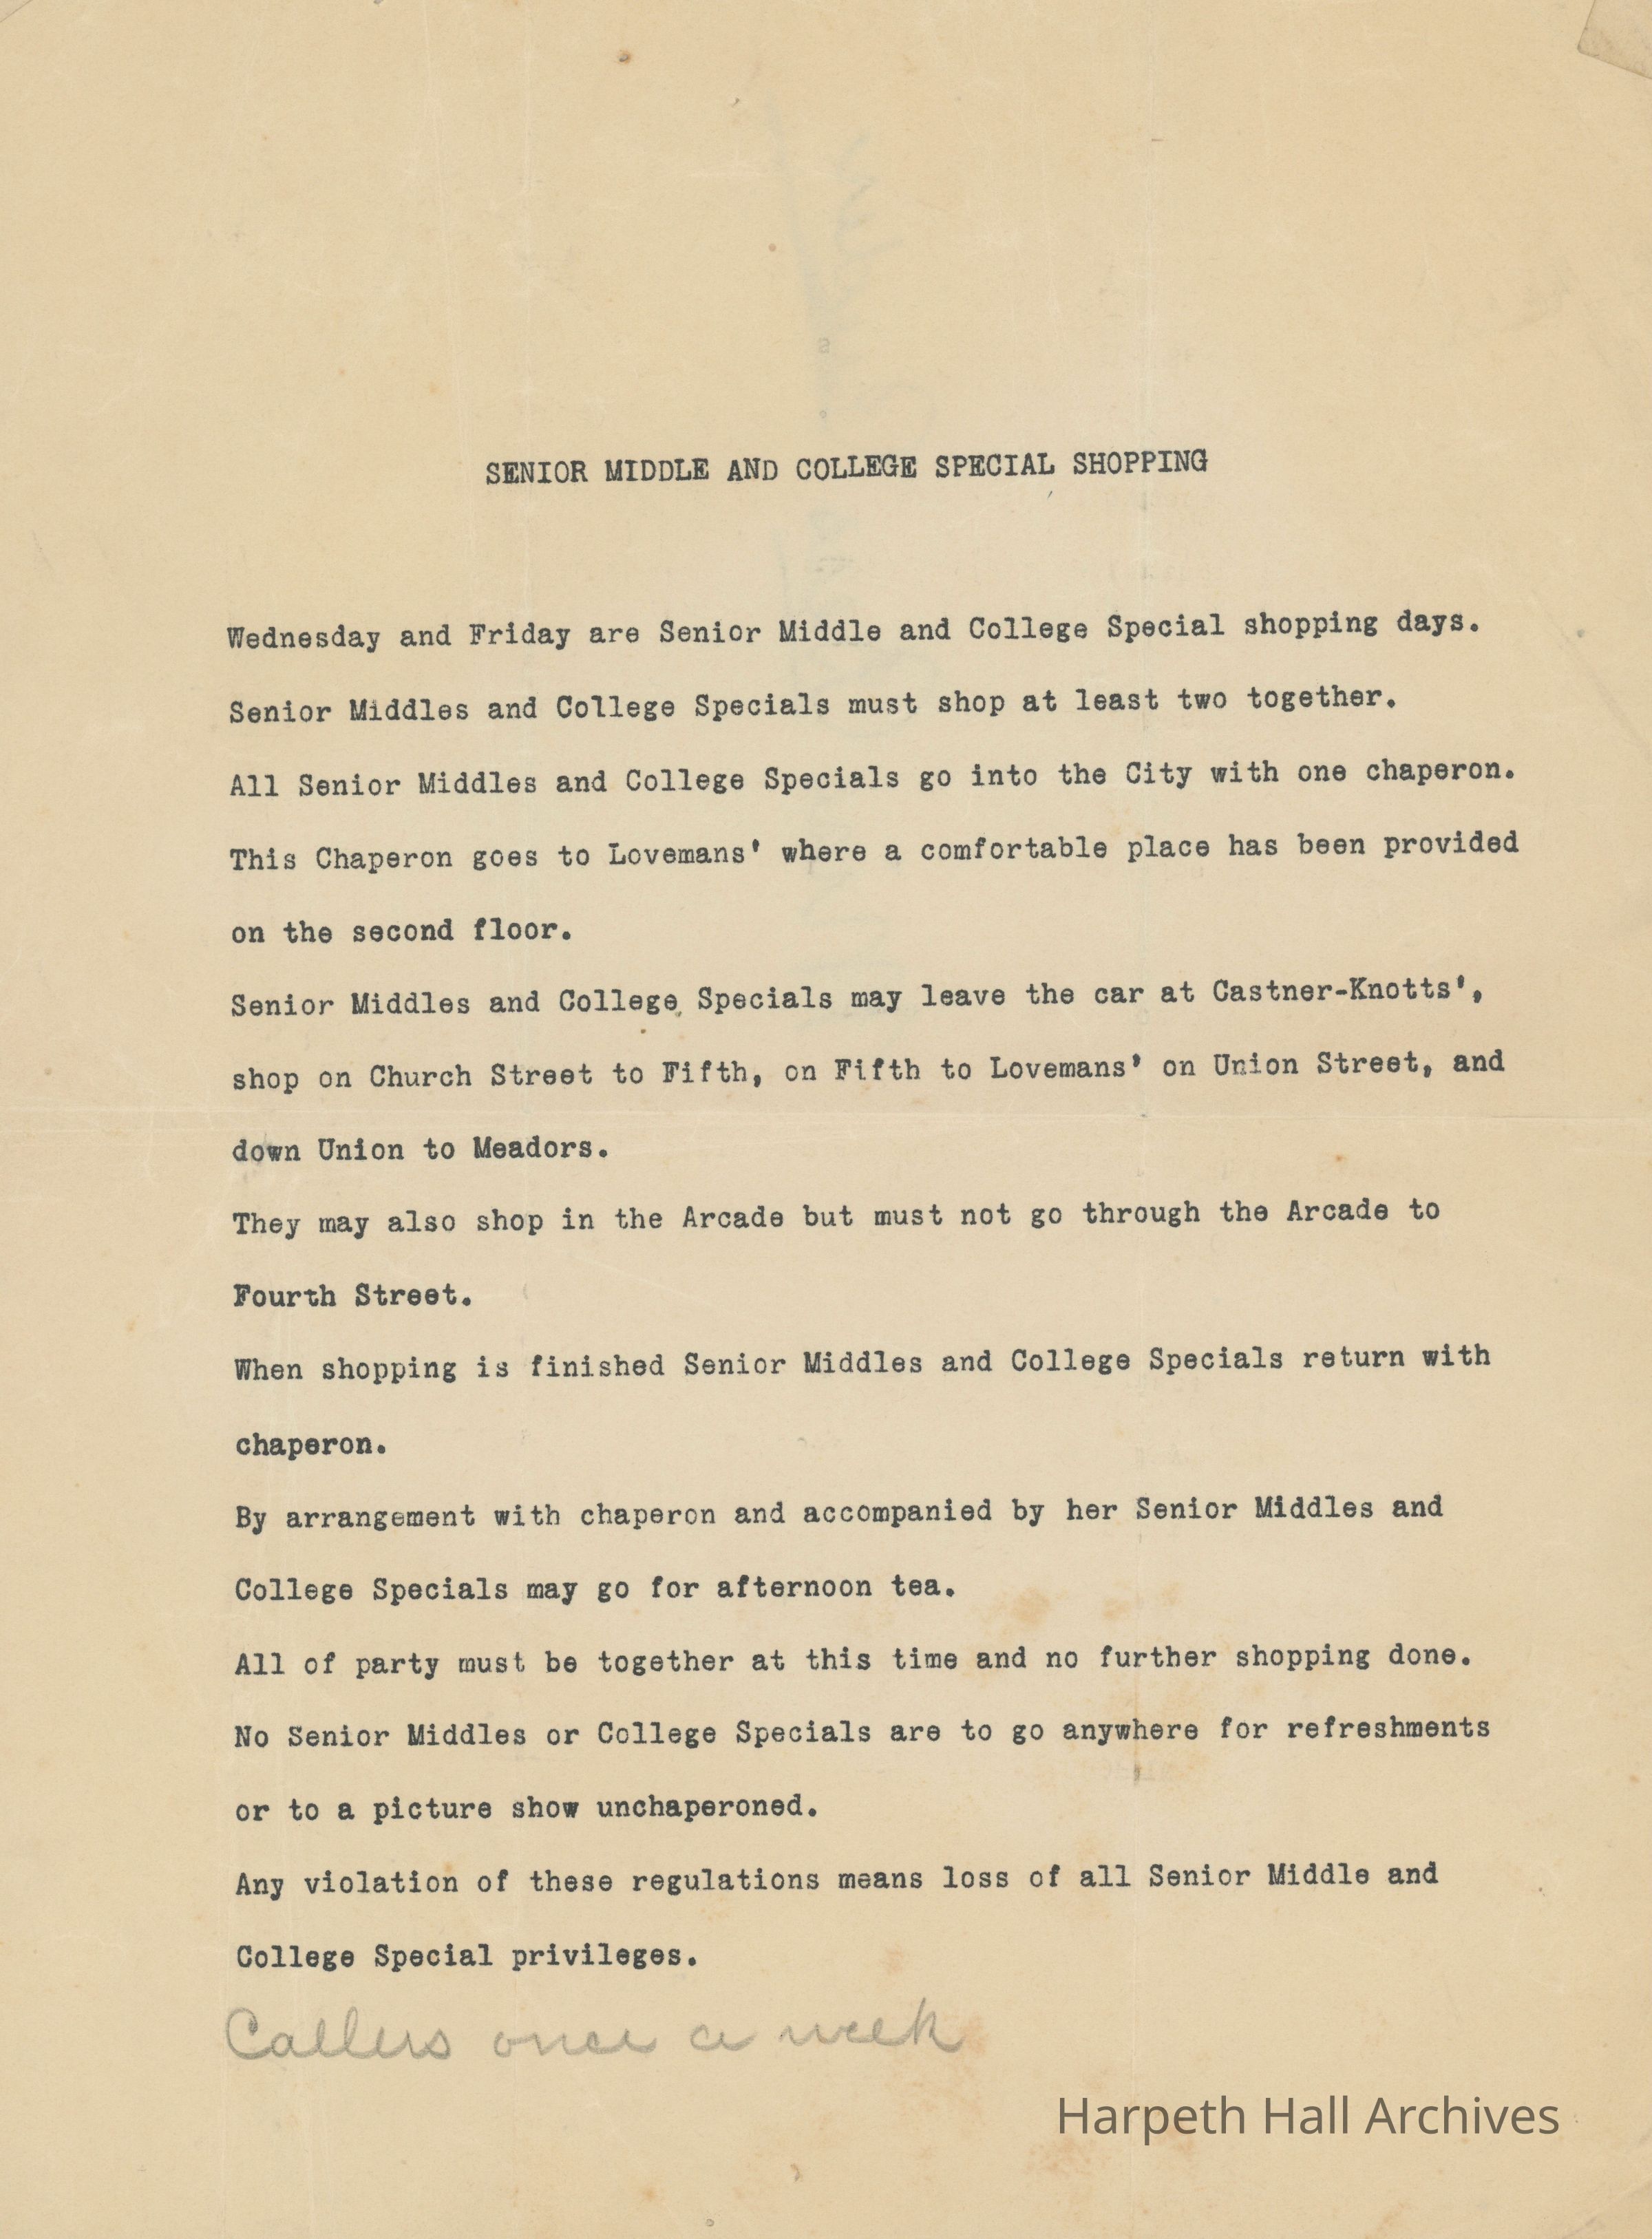 SENIOR MIDDLE AND COLLEGE SPECIAL SHOPPING
Wednesday and Friday are Senior Middle and College Special shopping days.
Senior Middles and College Specials must shop at least two together.
All Senior Middles and College Specials go into the City with one chaperon.
This Chaperon goes to Lovemans' where a comfortable place has been provided
on the second floor.
Senior Middles and College Specials may leave the car at Castner-Knotts',
shop on Church Street to Fifth, on Fifth to Lovemans' on Union Street, and
down Union to Meadors.
They may also shop in the Arcade but must not go through the Arcade to
Fourth Street.
When shopping is finished Senior Middles and College Specials return with
chaperon.
By arrangement with chaperon and accompanied by her Senior Middles and
College Specials may go for afternoon tea.
All of party must be together at this time and no further shopping done.
No Senior Middles or College Specials are to go anywhere for refreshments
or to a picture show unchaperoned.
Any violation of these regulations means loss of all Senior Middle and
College Special privileges.
Callers once a week
Harpeth Hall Archives